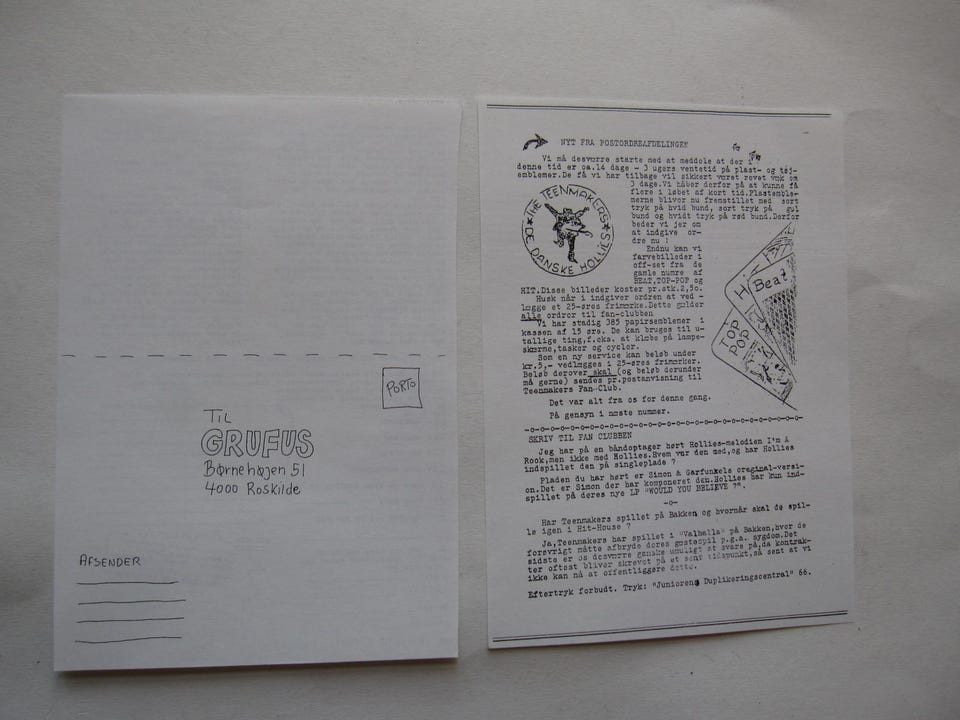 PORTO
TIL
GRUFUS
Børnehøjen 51
4000 Roskilde
AFSENDER
NYT FRA POSTORDREAFDELINGEN
Vi må desværre starte med at meddele at der i
denne tid er ca.14 dage - 3 ugers ventetid på plast- og tøj-
emblemer.De få vi har tilbage vil sikkert været revet væk om
3 dage.Vi håber derfor på at kunne få
flere i løbet af kort tid.Plastemble-
merne bliver nu fremstillet med sort
tryk på hvid bund, sort tryk på gul
bund og hvidt tryk på rød bund.Derfor
beder vi jer om
at indgive or-
dre nu !
THE TEENMAKERS
DE DANSKE HOLLIES
Endnu kan vi
farvebilleder i
off-set fra de
gamle numre af
BEAT,TOP-POP og
HIT.Disse billeder koster pr.stk.2,50.
Husk når i indgiver ordren at ved -
lægge et 25-øres frimærke.Dette gælder
alle ordrer til fan-clubben
Vi har stadig 385 papirsemblemer i
kassen af 15 øre. De kan bruges til u-
tallige ting,f.eks. at klæbe på lampe-
skærme,tasker og cycler.
Som en ny service kan beløb under
kr.5,- vedlægges i 25-øres frimærker.
Beløb derover skal (og beløb derunder
må gerne) sendes pr.postanvisning til
Teenmakers Fan-Club.
Det var alt fra os for denne gang.
På gensyn i næste nummer.
Beat
TOP
POP
SKRIV TIL FAN CLUBBEN
Jeg har på en båndoptager hørt Hollies-melodien I'm A
Rock,men ikke med Hollies.Hvem var den med,og har Hollies
indspillet den på singleplade ?
Pladen du har hørt er Simon & Garfunkels oreginal-versi-
on.Det er Simon der har komponeret den.Hollies har kun ind-
spillet på deres nye LP "WOULD YOU BELIEVE ?".
-o-
Har Teenmakers spillet på Bakken og hvornår skal de spil-
le igen i Hit-House ?
Ja,Teenmakers har spillet i "Valhalla" på Bakken,hvor de
forøvrigt måtte afbryde deres gæstespil p.g.a. sygdom.Det
sidste er os desværre ganske umuligt at svare på,da kontrak-
ter oftest bliver skrevet på et sent tidspunkt,så sent at vi
ikke kan nå at offentliggøre dette.
Eftertryk forbudt. Tryk: "Juniorens Duplikeringscentral" 66.